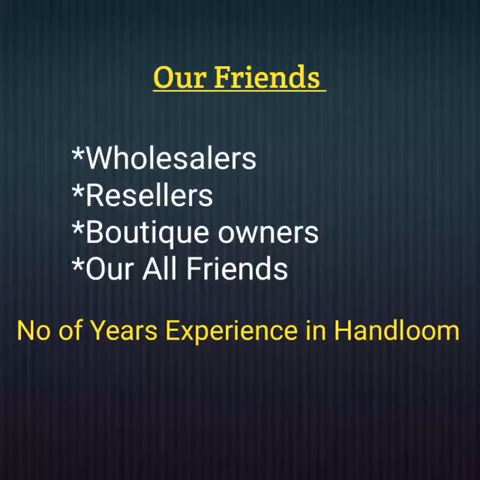 Our Friends
*Wholesalers
*Resellers
*Boutique owners
*Our All Friends
No of Years Experience in Handloom